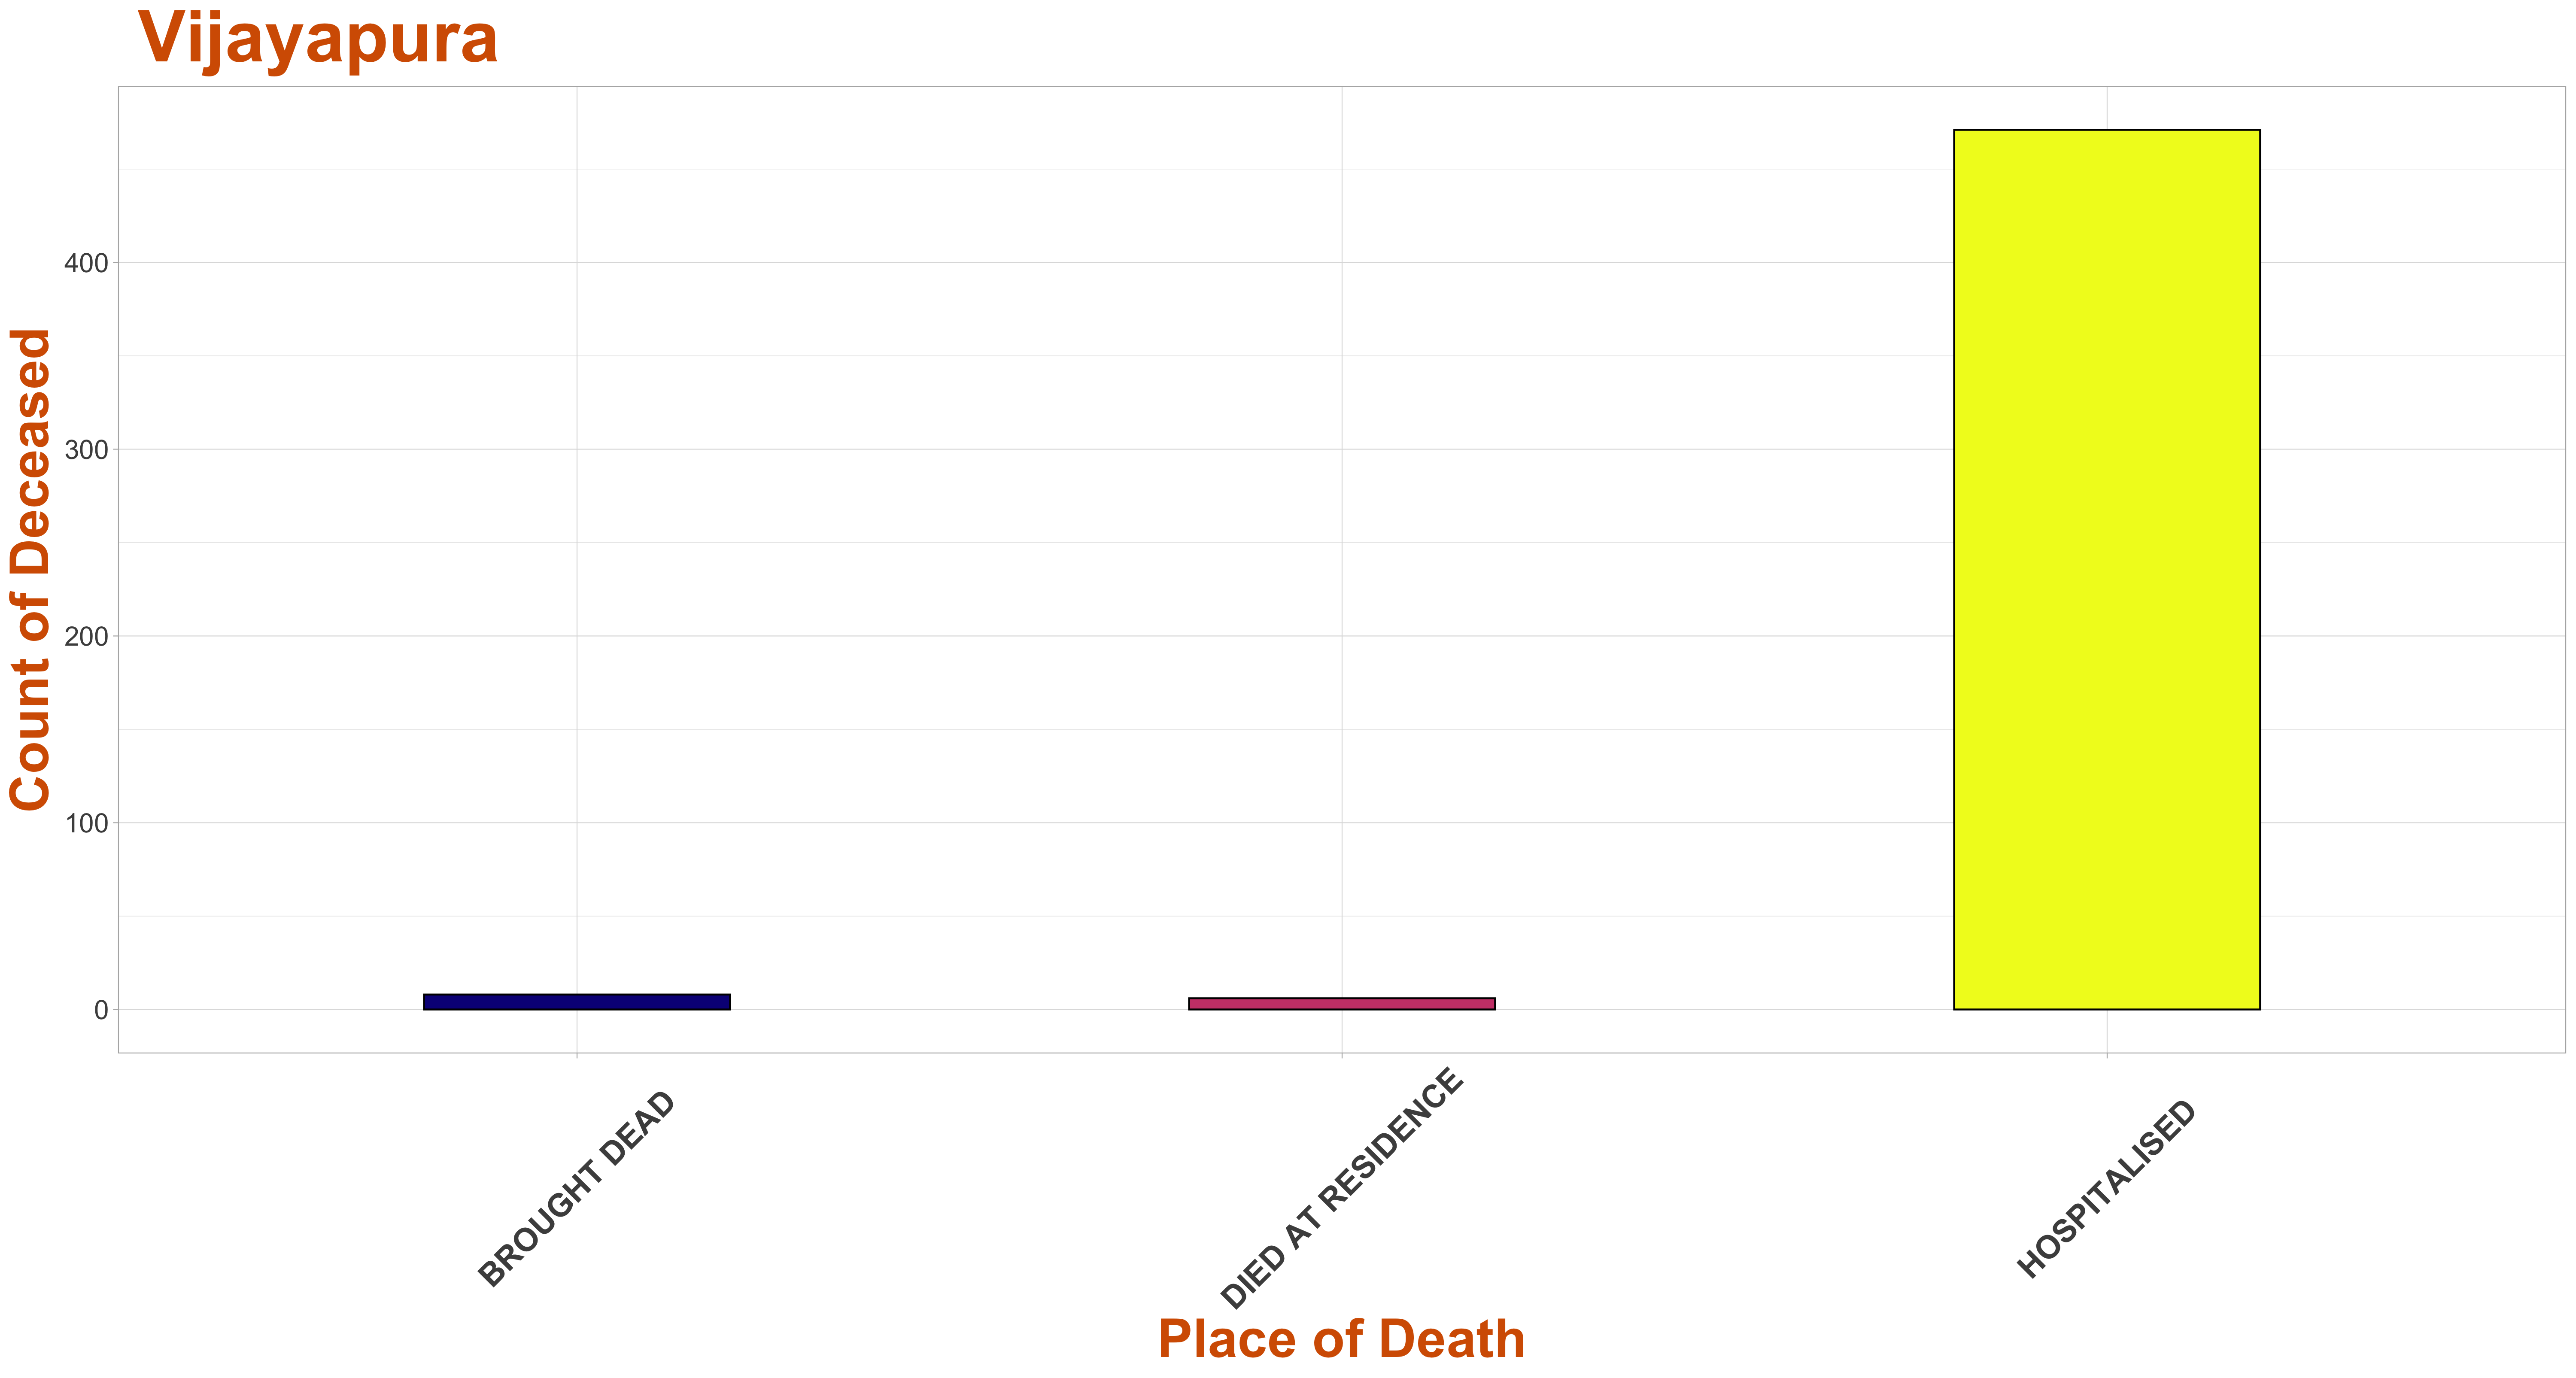 Vijayapura
Count of Deceased
400
300
200
100
0
BROUGHT DEAD
DIED AT RESIDENCE
HOSPITALISED
Place of Death